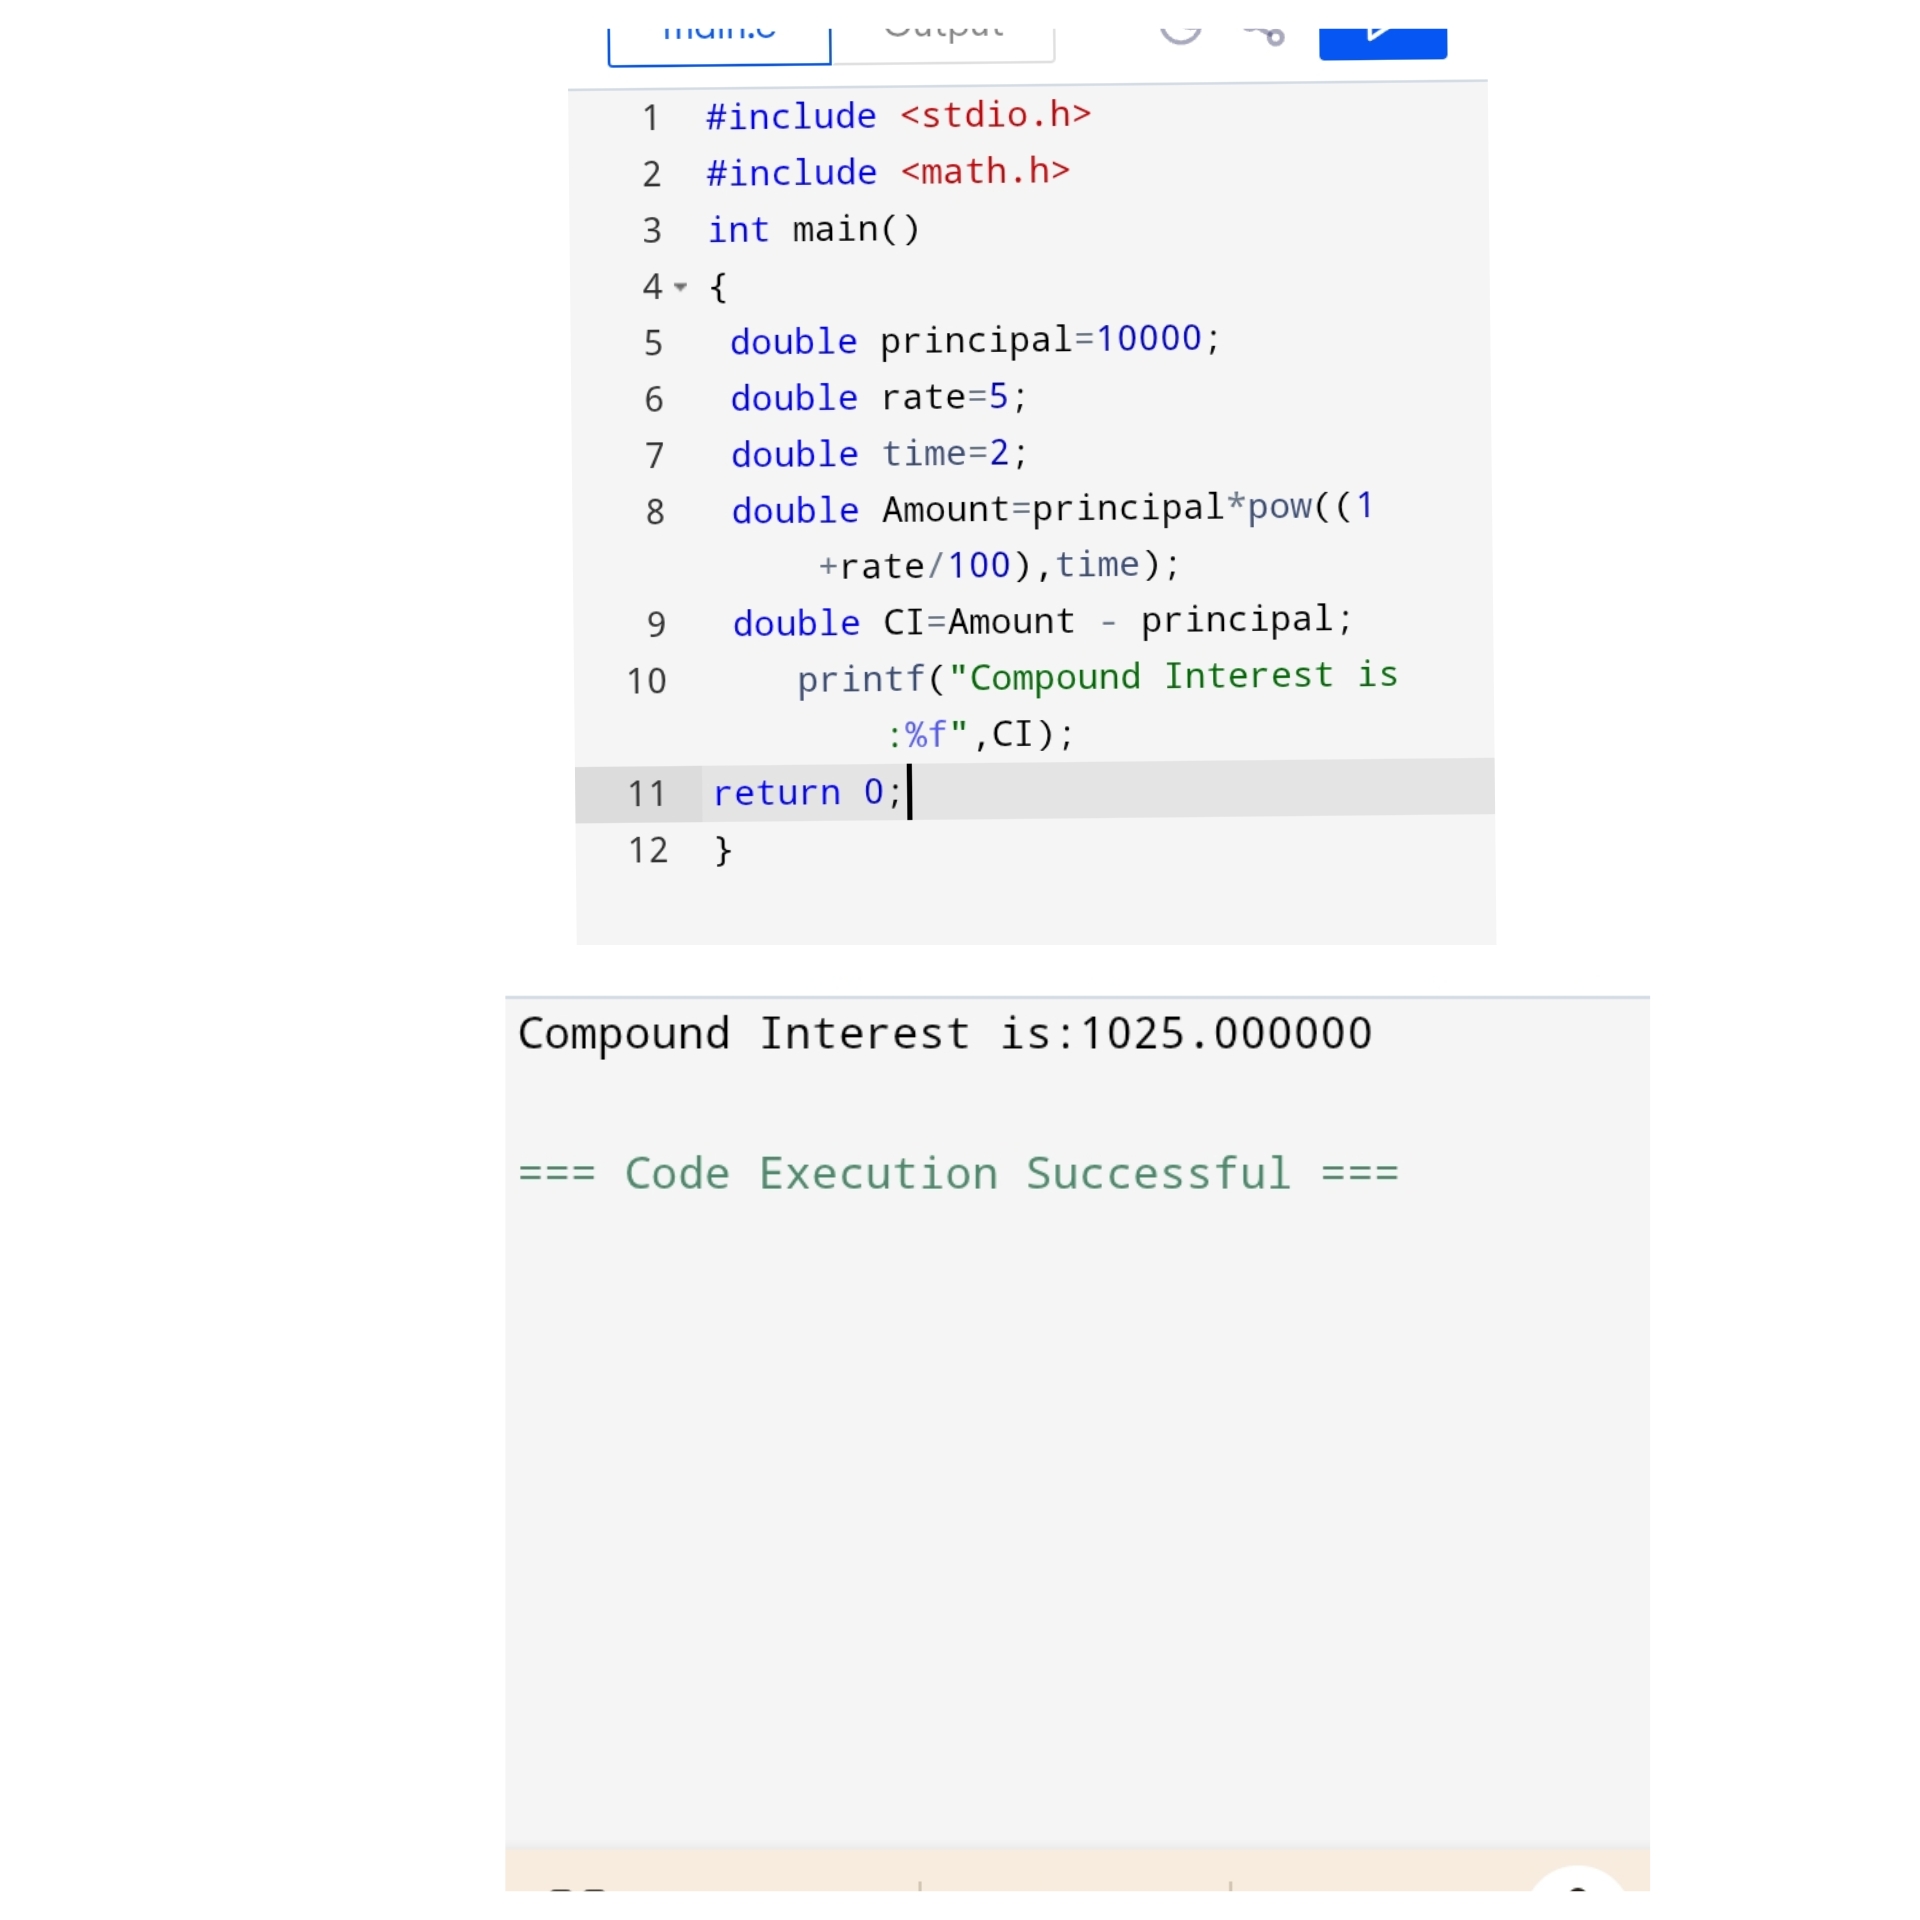 main.c Output
1 #include <stdio.h>
2 #include <math.h>
3 int main()
4 {
5 double principal=10000;
6 double rate=5;
7 double time=2;
8 double Amount=principal*pow((1
+rate/100),time);
9 double CI=Amount - principal;
10 printf("Compound Interest is
:%f",CI);
11 return 0;
12 }
Compound Interest is:1025.000000
=== Code Execution Successful ===